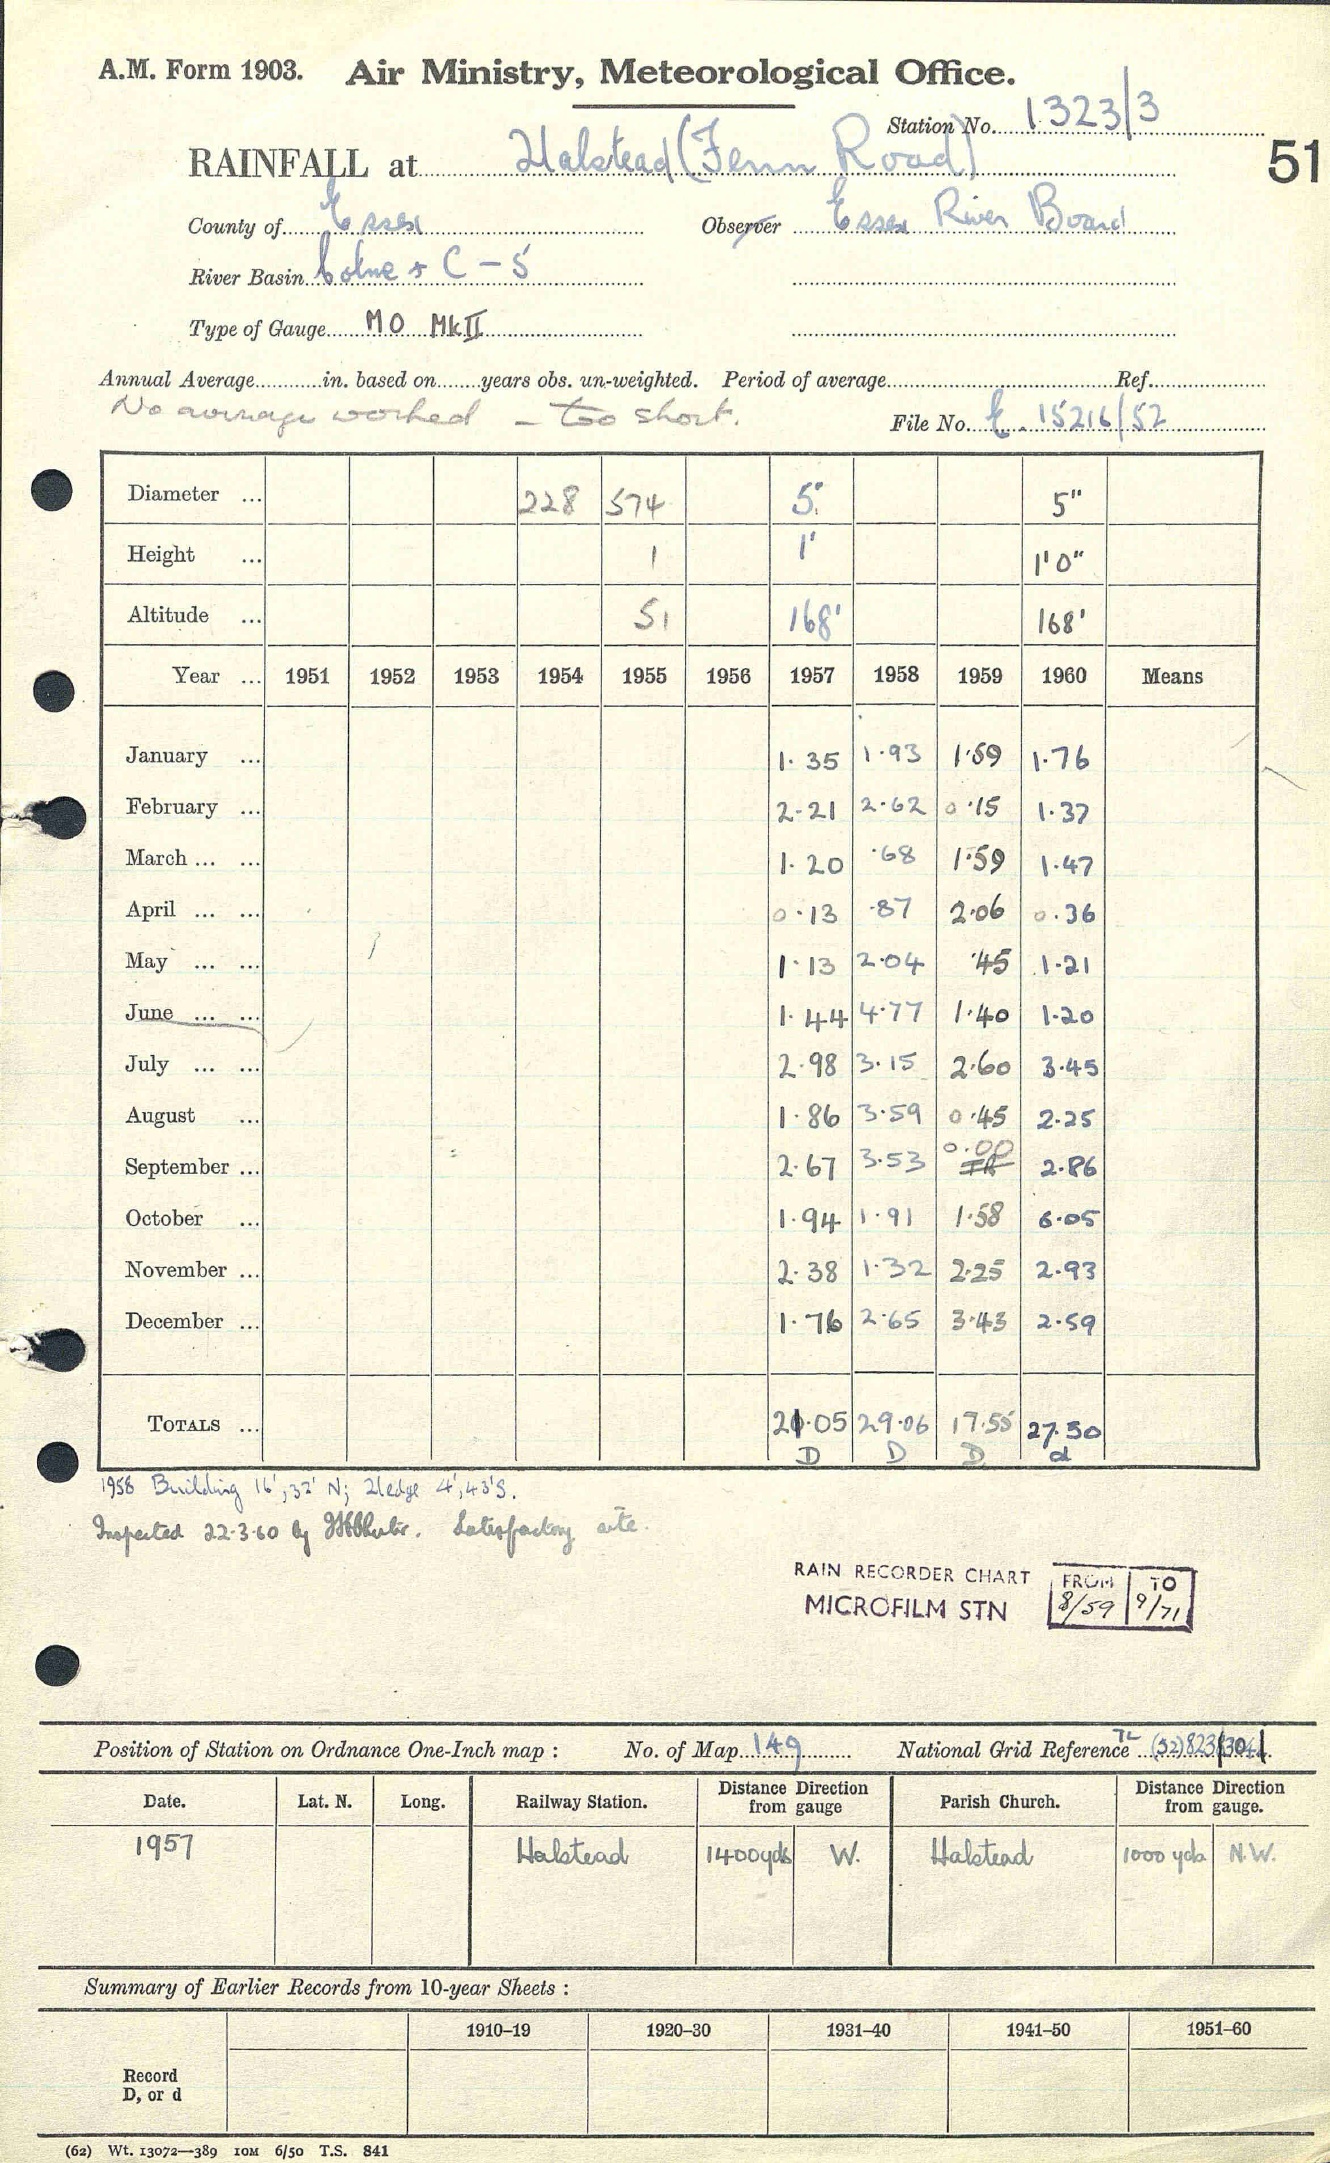 A.M. Form 1903. Air Ministry, Meteorological Office.
Station No. 1323/3
RAINFALL at Halstead (Fenn Road)
51
County of Essex Observer Essex River Board
River Basin Colne + C-5
Type of Gauge MO MkII
Annual Average in. based on years obs. un-weighted. Period of average Ref.
No average worked - too short.
File No. E. 15216/52
Diameter ... 228 574 5" 5"
Height ... 1 1' 1'0"
Altitude ... 51 168' 168'
Year ... 1951 1952 1953 1954 1955 1956 1957 1958 1959 1960 Means
January ... 1.35 1.93 1.59 1.76
February ... 2.21 2.62 0.15 1.37
March ... ... 1.20 .68 1.59 1.47
April ... ... 0.13 .87 2.06 0.36
May ... ... 1.13 2.04 .45 1.21
June ... ... 1.44 4.77 1.40 1.20
July ... ... 2.98 3.15 2.60 3.45
August ... 1.86 3.59 0.45 2.25
September ... 2.67 3.53 0.00 2.86
October ... 1.94 1.91 1.58 6.05
November ... 2.38 1.32 2.25 2.93
December ... 1.76 2.65 3.43 2.59
TOTALS ... 21.05 29.06 17.55 27.50
D D D d
1958 Building 16', 32' N; Hedge 4', 43'S.
Inspected 22.3.60 by Satisfactory site.
RAIN RECORDER CHART FROM TO
MICROFILM STN 8/59 9/71
Position of Station on Ordnance One-Inch map : No. of Map 149 National Grid Reference TL (52) 823
Date. Lat. N. Long. Railway Station. Distance from gauge Direction Parish Church. Distance from gauge. Direction
1957 Halstead 1400yds W. Halstead 1000 yds N.W.
Summary of Earlier Records from 10-year Sheets :
1910–19 1920–30 1931–40 1941–50 1951–60
Record
D, or d
(62) Wt. 13072—389 10M 6/50 T.S. 841